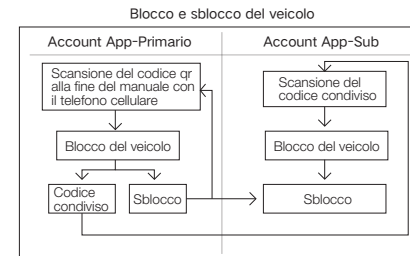 Blocco e sblocco del veicolo
Account App-Primario
Account App-Sub
Scansione del codice qr
alla fine del manuale con
il telefono cellulare
Scansione del
codice condiviso
Blocco del veicolo
Blocco del veicolo
Codice
condiviso
Sblocco
Sblocco